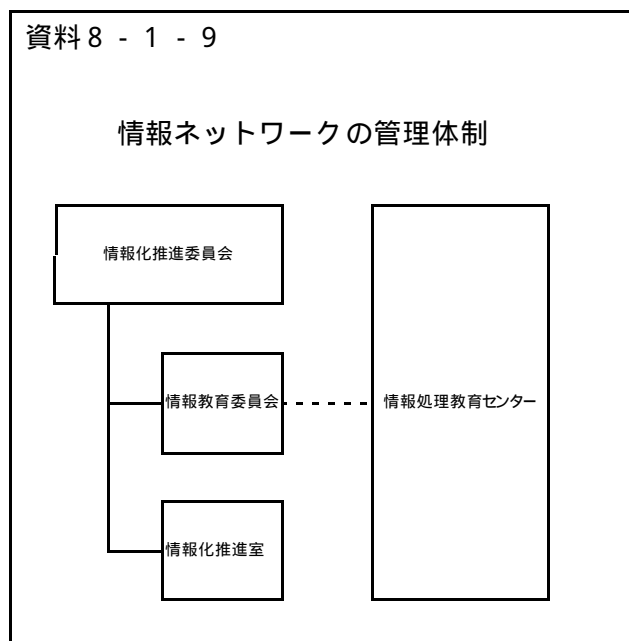 資料8-1-9
情報ネットワークの管理体制
情報化推進委員会
情報教育委員会
情報処理教育センター
情報化推進室